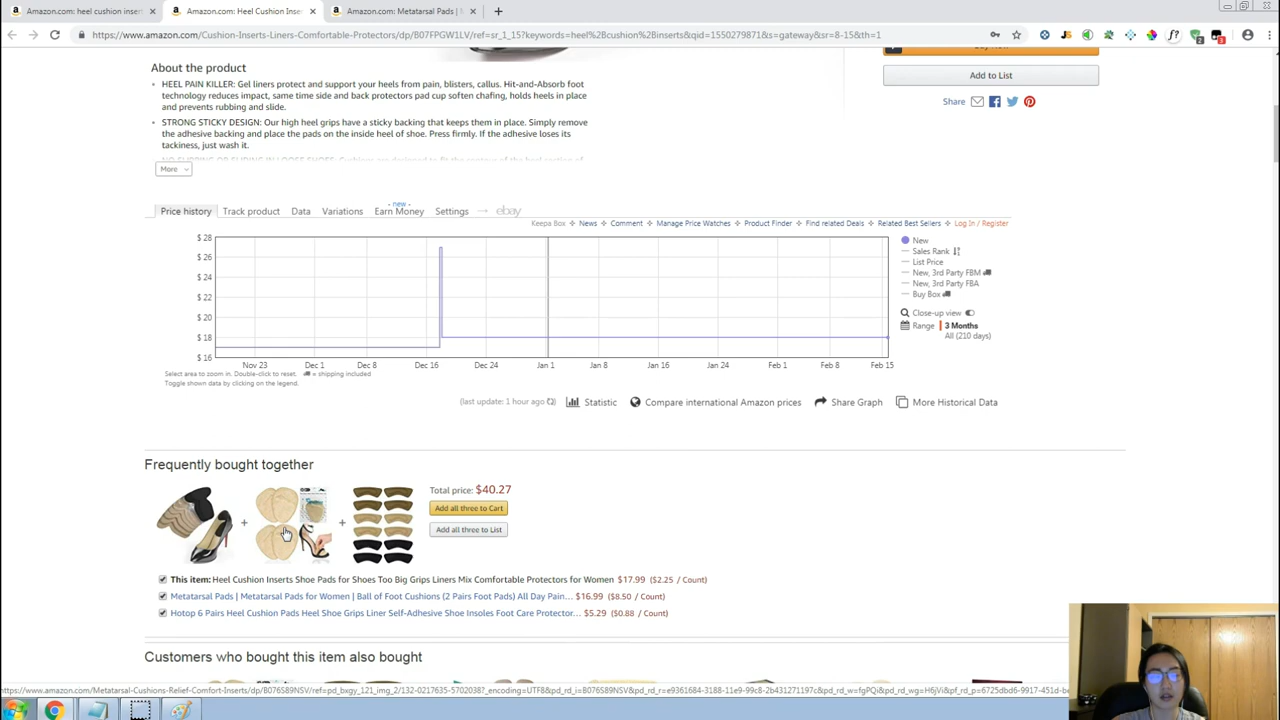 Amazon.com: heel cushion inser
Amazon.com: Heel Cushion Inse
Amazon.com: Metatarsal Pads | M
https://www.amazon.com/Cushion-Inserts-Liners-Comfortable-Protectors/dp/B07FPGW1LV/ref=sr_1_15?keywords=heel%2Bcushion%2Binserts&qid=1550279871&s=gateway&sr=8-15&th=1
About the product
HEEL PAIN KILLER: Gel liners protect and support your heels from pain, blisters, callus. Hit-and-Absorb foot
technology reduces impact, same time side and back protectors pad cup soften chafing, holds heels in place
and prevents rubbing and slide.
STRONG STICKY DESIGN: Our high heel grips have a sticky backing that keeps them in place. Simply remove
the adhesive backing and place the pads on the inside heel of shoe. Press firmly. If the adhesive loses its
tackiness, just wash it.
More
Add to List
Share
Price history
Track product
Data
Variations
- new -
Earn Money
Settings
ebay
Keepa Box
News
Comment
Manage Price Watches
Product Finder
Find related Deals
Related Best Sellers
Log In / Register
$ 28
$ 26
$ 24
$ 22
$ 20
$ 18
$ 16
Nov 23
Dec 1
Dec 8
Dec 16
Dec 24
Jan 1
Jan 8
Jan 16
Jan 24
Feb 1
Feb 8
Feb 15
New
Sales Rank
List Price
New, 3rd Party FBM
New, 3rd Party FBA
Buy Box
Close-up view
Range
3 Months
All (210 days)
Select area to zoom in. Double-click to reset. = shipping included
Toggle shown data by clicking on the legend.
(last update: 1 hour ago )
Statistic
Compare international Amazon prices
Share Graph
More Historical Data
Frequently bought together
Total price: $40.27
Add all three to Cart
Add all three to List
This item: Heel Cushion Inserts Shoe Pads for Shoes Too Big Grips Liners Mix Comfortable Protectors for Women $17.99 ($2.25 / Count)
Metatarsal Pads | Metatarsal Pads for Women | Ball of Foot Cushions (2 Pairs Foot Pads) All Day Pain... $16.99 ($8.50 / Count)
Hotop 6 Pairs Heel Cushion Pads Heel Shoe Grips Liner Self-Adhesive Shoe Insoles Foot Care Protector... $5.29 ($0.88 / Count)
Customers who bought this item also bought